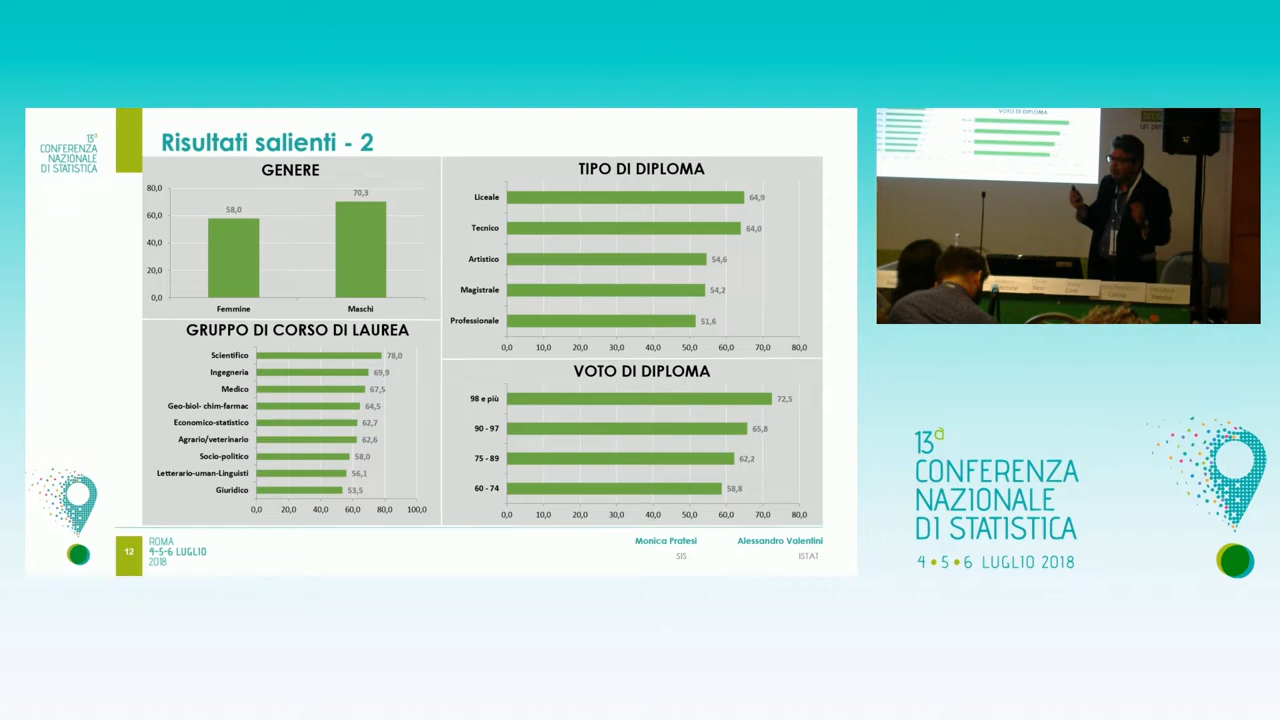 13ª
CONFERENZA
NAZIONALE
DI STATISTICA
Risultati salienti - 2
GENERE
80,0
60,0
40,0
20,0
0,0
58,0
70,3
Femmine
Maschi
TIPO DI DIPLOMA
Liceale
64,9
Tecnico
64,0
Artistico
54,6
Magistrale
54,2
Professionale
51,6
0,0 10,0 20,0 30,0 40,0 50,0 60,0 70,0 80,0
GRUPPO DI CORSO DI LAUREA
Scientifico
78,0
Ingegneria
69,9
Medico
67,5
Geo-biol- chim-farmac
64,5
Economico-statistico
62,7
Agrario/veterinario
62,6
Socio-politico
58,0
Letterario-uman-Linguisti
56,1
Giuridico
53,5
0,0 20,0 40,0 60,0 80,0 100,0
VOTO DI DIPLOMA
98 e più
72,5
90 - 97
65,8
75 - 89
62,2
60 - 74
58,8
0,0 10,0 20,0 30,0 40,0 50,0 60,0 70,0 80,0
12
ROMA
4-5-6 LUGLIO
2018
Monica Pratesi
SIS
Alessandro Valentini
ISTAT
VOTO DI DIPLOMA
13ª
CONFERENZA
NAZIONALE
DI STATISTICA
4 • 5 • 6 LUGLIO 2018